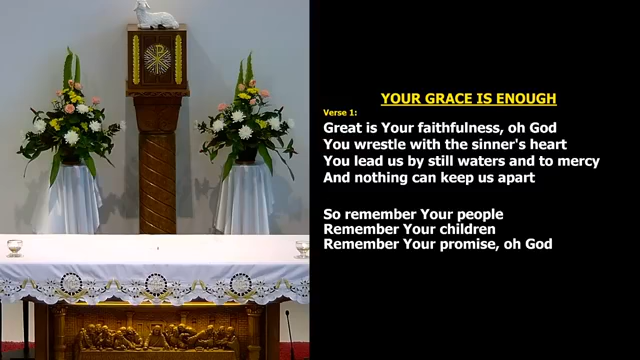 YOUR GRACE IS ENOUGH
Verse 1:
Great is Your faithfulness, oh God
You wrestle with the sinner's heart
You lead us by still waters and to mercy
And nothing can keep us apart
So remember Your people
Remember Your children
Remember Your promise, oh God